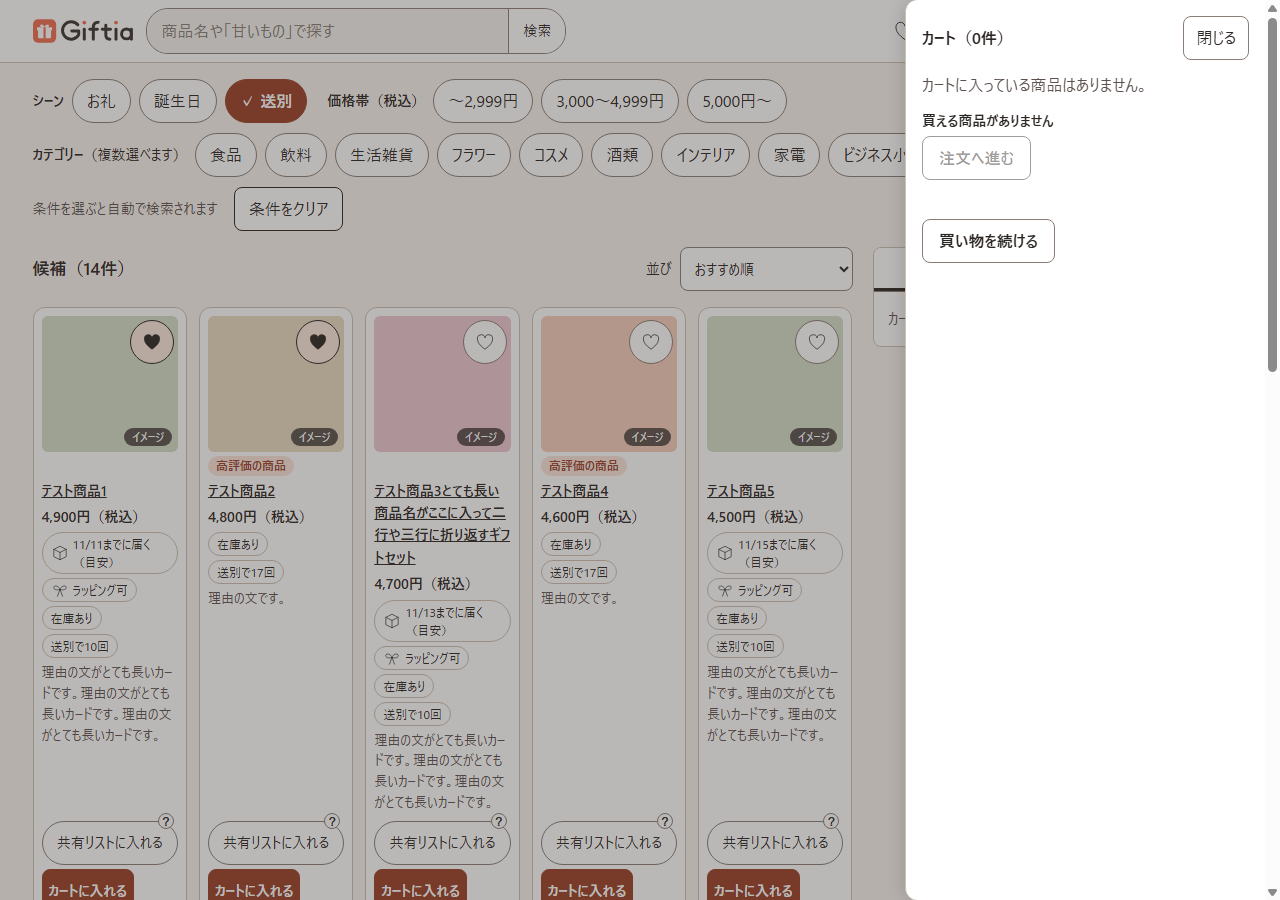 Giftia
商品名や「甘いもの」で探す
検索
シーン
お礼
誕生日
✓ 送別
価格帯（税込）
～2,999円
3,000～4,999円
5,000円～
カテゴリー（複数選べます）
食品
飲料
生活雑貨
フラワー
コスメ
酒類
インテリア
家電
ビジネス小
条件を選ぶと自動で検索されます
条件をクリア
候補（14件）
並び
おすすめ順
イメージ
テスト商品1
4,900円（税込）
11/11までに届く
（目安）
ラッピング可
在庫あり
送別で10回
理由の文がとても長いカー
ドです。理由の文がとても
長いカードです。理由の文
がとても長いカードです。
?
共有リストに入れる
カートに入れる
イメージ
高評価の商品
テスト商品2
4,800円（税込）
在庫あり
送別で17回
理由の文です。
?
共有リストに入れる
カートに入れる
イメージ
テスト商品3とても長い
商品名がここに入って二
行や三行に折り返すギフ
トセット
4,700円（税込）
11/13までに届く
（目安）
ラッピング可
在庫あり
送別で10回
理由の文がとても長いカー
ドです。理由の文がとても
長いカードです。理由の文
がとても長いカードです。
?
共有リストに入れる
カートに入れる
イメージ
高評価の商品
テスト商品4
4,600円（税込）
在庫あり
送別で17回
理由の文です。
?
共有リストに入れる
カートに入れる
イメージ
テスト商品5
4,500円（税込）
11/15までに届く
（目安）
ラッピング可
在庫あり
送別で10回
理由の文がとても長いカー
ドです。理由の文がとても
長いカードです。理由の文
がとても長いカードです。
?
共有リストに入れる
カートに入れる
カー
カート（0件）
閉じる
カートに入っている商品はありません。
買える商品がありません
注文へ進む
買い物を続ける